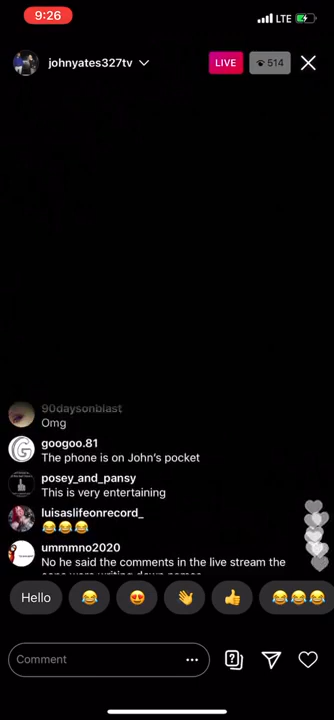 9:26
LTE
johnyates327tv
LIVE
514
90daysonblast
Omg
googoo.81
The phone is on John's pocket
posey_and_pansy
This is very entertaining
luisaslifeonrecord_
😂😂😂
ummmno2020
No he said the comments in the live stream the
Hello 😂 😍 👋 👍 😂😂😂
Comment